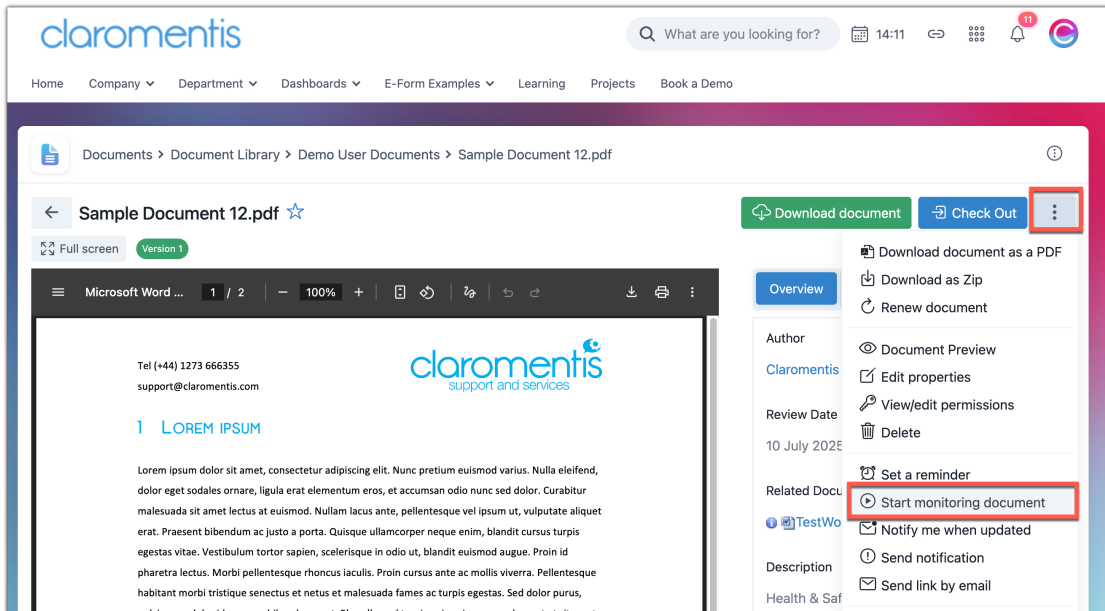 claromentis
What are you looking for?
14:11
11
Home Company Department Dashboards E-Form Examples Learning Projects Book a Demo
Documents > Document Library > Demo User Documents > Sample Document 12.pdf
Sample Document 12.pdf
Download document
Check Out
Full screen
Version 1
Microsoft Word ... 1 / 2 — 100% +
Tel (+44) 1273 666355
support@claromentis.com
claromentis
support and services
1 LOREM IPSUM
Lorem ipsum dolor sit amet, consectetur adipiscing elit. Nunc pretium euismod varius. Nulla eleifend,
dolor eget sodales ornare, ligula erat elementum eros, et accumsan odio nunc sed dolor. Curabitur
malesuada sit amet lectus at euismod. Nullam lacus ante, pellentesque vel ipsum ut, vulputate aliquet
erat. Praesent bibendum ac justo a porta. Quisque ullamcorper neque enim, blandit cursus turpis
egestas vitae. Vestibulum tortor sapien, scelerisque in odio ut, blandit euismod augue. Proin id
pharetra lectus. Morbi pellentesque rhoncus iaculis. Proin cursus ante ac mollis viverra. Pellentesque
habitant morbi tristique senectus et netus et malesuada fames ac turpis egestas. Sed dolor purus,
Overview
Author
Claromentis
Review Date
10 July 2025
Related Docu
TestWo
Description
Health & Saf
Download document as a PDF
Download as Zip
Renew document
Document Preview
Edit properties
View/edit permissions
Delete
Set a reminder
Start monitoring document
Notify me when updated
Send notification
Send link by email